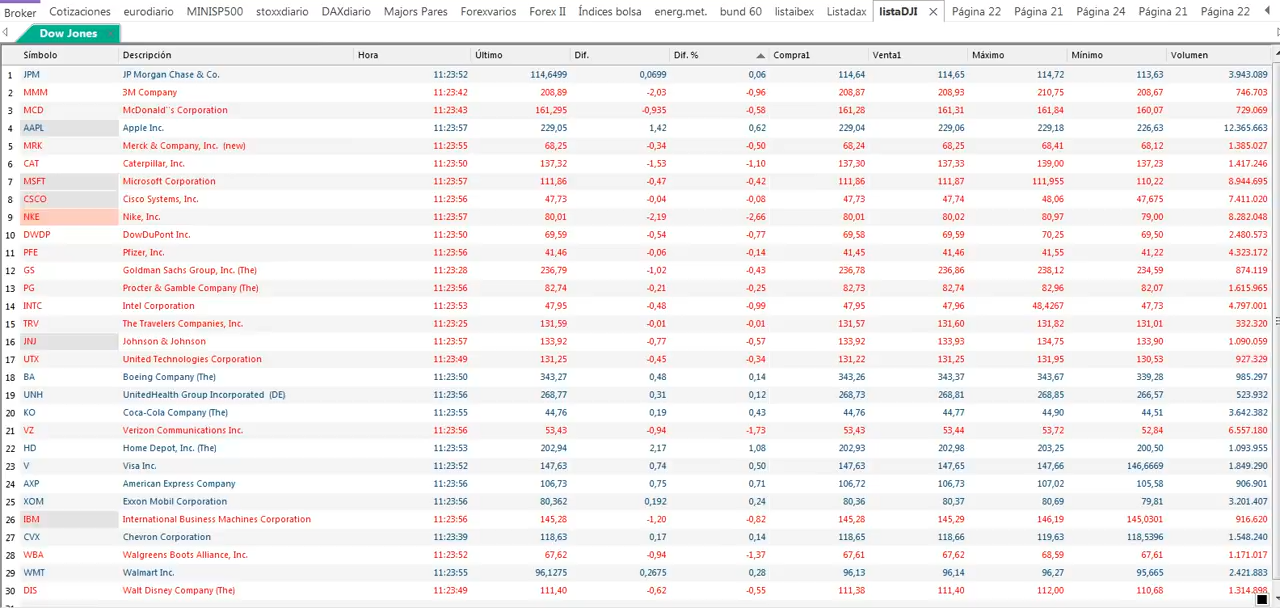 Broker Cotizaciones eurodiario MINISP500 stoxxdiario DAXdiario Majors Pares Forexvarios Forex II Índices bolsa energ.met. bund 60 listaibex Listadax listaDJI Página 22 Página 21 Página 24 Página 21 Página 22
Dow Jones
Símbolo Descripción Hora Último Dif. Dif. % Compra1 Venta1 Máximo Mínimo Volumen
1 JPM JP Morgan Chase & Co. 11:23:52 114,6499 0,0699 0,06 114,64 114,65 114,72 113,63 3.943.089
2 MMM 3M Company 11:23:42 208,89 -2,03 -0,96 208,87 208,93 210,75 208,67 746.703
3 MCD McDonald``s Corporation 11:23:43 161,295 -0,935 -0,58 161,28 161,31 161,84 160,07 729.069
4 AAPL Apple Inc. 11:23:57 229,05 1,42 0,62 229,04 229,06 229,18 226,63 12.365.663
5 MRK Merck & Company, Inc. (new) 11:23:55 68,25 -0,34 -0,50 68,24 68,25 68,41 68,12 1.385.027
6 CAT Caterpillar, Inc. 11:23:50 137,32 -1,53 -1,10 137,30 137,33 139,00 137,23 1.417.246
7 MSFT Microsoft Corporation 11:23:57 111,86 -0,47 -0,42 111,86 111,87 111,955 110,22 8.944.695
8 CSCO Cisco Systems, Inc. 11:23:56 47,73 -0,04 -0,08 47,73 47,74 48,06 47,675 7.411.020
9 NKE Nike, Inc. 11:23:57 80,01 -2,19 -2,66 80,01 80,02 80,97 79,00 8.282.048
10 DWDP DowDuPont Inc. 11:23:50 69,59 -0,54 -0,77 69,58 69,59 70,25 69,50 2.480.573
11 PFE Pfizer, Inc. 11:23:56 41,46 -0,06 -0,14 41,45 41,46 41,55 41,22 4.323.172
12 GS Goldman Sachs Group, Inc. (The) 11:23:28 236,79 -1,02 -0,43 236,78 236,86 238,12 234,59 874.119
13 PG Procter & Gamble Company (The) 11:23:56 82,74 -0,21 -0,25 82,73 82,74 82,96 82,07 1.615.965
14 INTC Intel Corporation 11:23:53 47,95 -0,48 -0,99 47,95 47,96 48,4267 47,73 4.797.001
15 TRV The Travelers Companies, Inc. 11:23:25 131,59 -0,01 -0,01 131,57 131,60 131,82 131,01 332.320
16 JNJ Johnson & Johnson 11:23:57 133,92 -0,77 -0,57 133,92 133,93 134,75 133,90 1.090.059
17 UTX United Technologies Corporation 11:23:49 131,25 -0,45 -0,34 131,22 131,25 131,95 130,53 927.329
18 BA Boeing Company (The) 11:23:50 343,27 0,48 0,14 343,26 343,37 343,67 339,28 985.297
19 UNH UnitedHealth Group Incorporated (DE) 11:23:56 268,77 0,31 0,12 268,73 268,81 268,85 266,57 523.932
20 KO Coca-Cola Company (The) 11:23:55 44,76 0,19 0,43 44,76 44,77 44,90 44,51 3.642.382
21 VZ Verizon Communications Inc. 11:23:56 53,43 -0,94 -1,73 53,43 53,44 53,72 52,84 6.557.180
22 HD Home Depot, Inc. (The) 11:23:53 202,94 2,17 1,08 202,93 202,98 203,25 200,50 1.093.955
23 V Visa Inc. 11:23:52 147,63 0,74 0,50 147,63 147,65 147,66 146,6669 1.849.290
24 AXP American Express Company 11:23:56 106,73 0,75 0,71 106,72 106,73 107,02 105,58 906.901
25 XOM Exxon Mobil Corporation 11:23:56 80,362 0,192 0,24 80,36 80,37 80,69 79,81 3.201.407
26 IBM International Business Machines Corporation 11:23:56 145,28 -1,20 -0,82 145,28 145,29 146,19 145,0301 916.620
27 CVX Chevron Corporation 11:23:39 118,63 0,17 0,14 118,65 118,66 119,63 118,5396 1.548.240
28 WBA Walgreens Boots Alliance, Inc. 11:23:52 67,62 -0,94 -1,37 67,61 67,62 68,59 67,61 1.171.017
29 WMT Walmart Inc. 11:23:55 96,1275 0,2675 0,28 96,13 96,14 96,27 95,665 2.421.883
30 DIS Walt Disney Company (The) 11:23:49 111,40 -0,62 -0,55 111,38 111,40 112,00 110,68 1.314.898